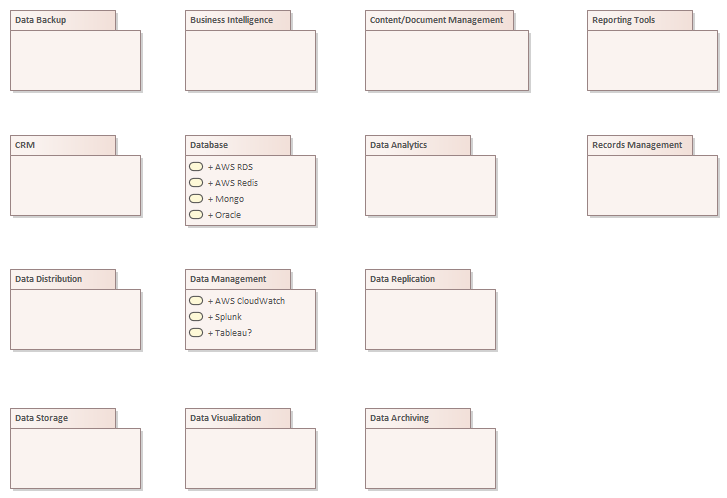 Data Backup
Business Intelligence
Content/Document Management
Reporting Tools
CRM
Database
+ AWS RDS
+ AWS Redis
+ Mongo
+ Oracle
Data Analytics
Records Management
Data Distribution
Data Management
+ AWS CloudWatch
+ Splunk
+ Tableau?
Data Replication
Data Storage
Data Visualization
Data Archiving